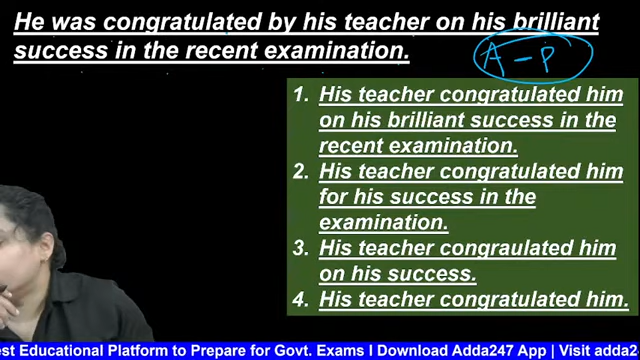 He was congratulated by his teacher on his brilliant
success in the recent examination.
A - P
1. His teacher congratulated him
on his brilliant success in the
recent examination.
2. His teacher congratulated him
for his success in the
examination.
3. His teacher congraulated him
on his success.
4. His teacher congratulated him.
est Educational Platform to Prepare for Govt. Exams I Download Adda247 App | Visit adda2